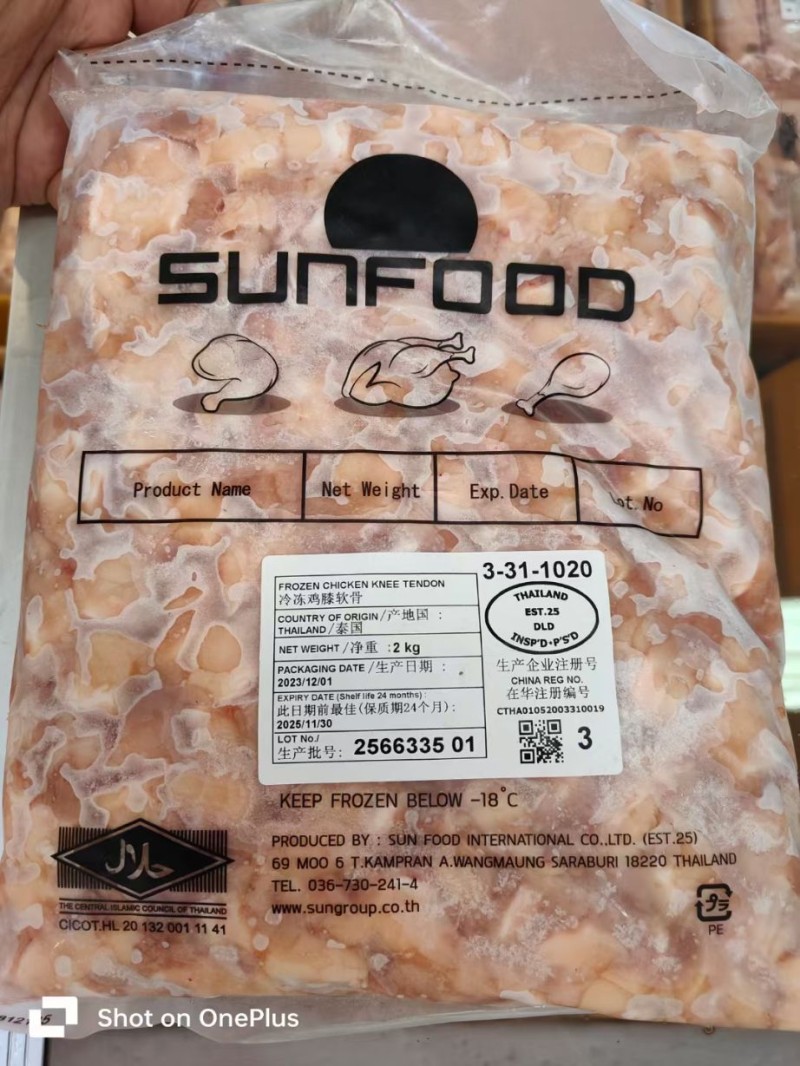 SUNFOOD
Product Name Net Weight Exp.Date Lot.No
3-31-1020
FROZEN CHICKEN KNEE TENDON
冷冻鸡膝软骨
COUNTRY OF ORIGIN/产地国 :
THAILAND/泰国
NET WEIGHT/净重 :2 kg
PACKAGING DATE/生产日期 :
2023/12/01
EXPIRY DATE (Shelf life 24 months) :
此日期前最佳(保质期24个月):
2025/11/30
LOT No./
生产批号: 2566335 01
THAILAND
EST.25
DLD
INSP'D•P'S'D
生产企业注册号
CHINA REG NO.
在华注册编号
CTHA01052003310019
3
KEEP FROZEN BELOW -18°C
حلال
THE CENTRAL ISLAMIC COUNCIL OF THAILAND
CICOT.HL 20 132 001 11 41
PRODUCED BY : SUN FOOD INTERNATIONAL CO.,LTD. (EST.25)
69 MOO 6 T.KAMPRAN A.WANGMAUNG SARABURI 18220 THAILAND
TEL. 036-730-241-4
www.sungroup.co.th
プラ
PE
Shot on OnePlus